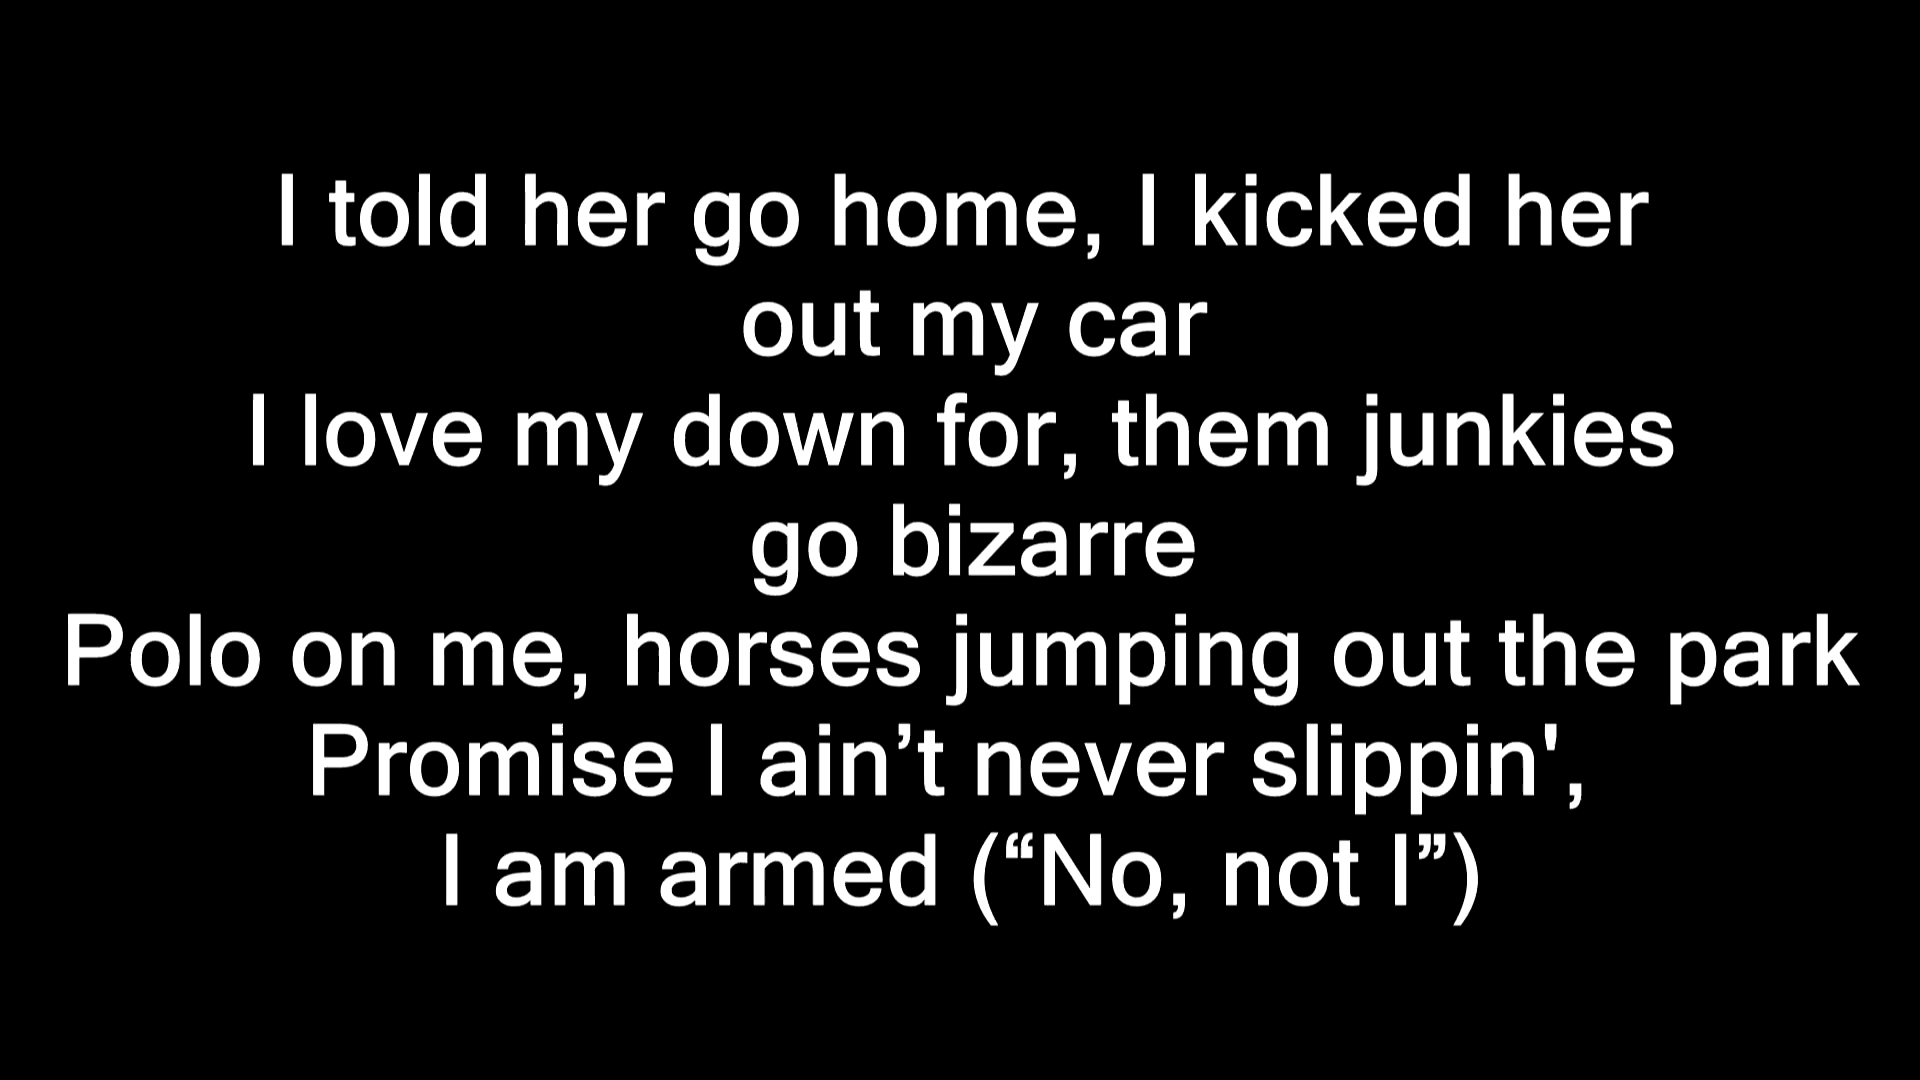 I told her go home, I kicked her
out my car
I love my down for, them junkies
go bizarre
Polo on me, horses jumping out the park
Promise I ain’t never slippin',
I am armed (“No, not I”)